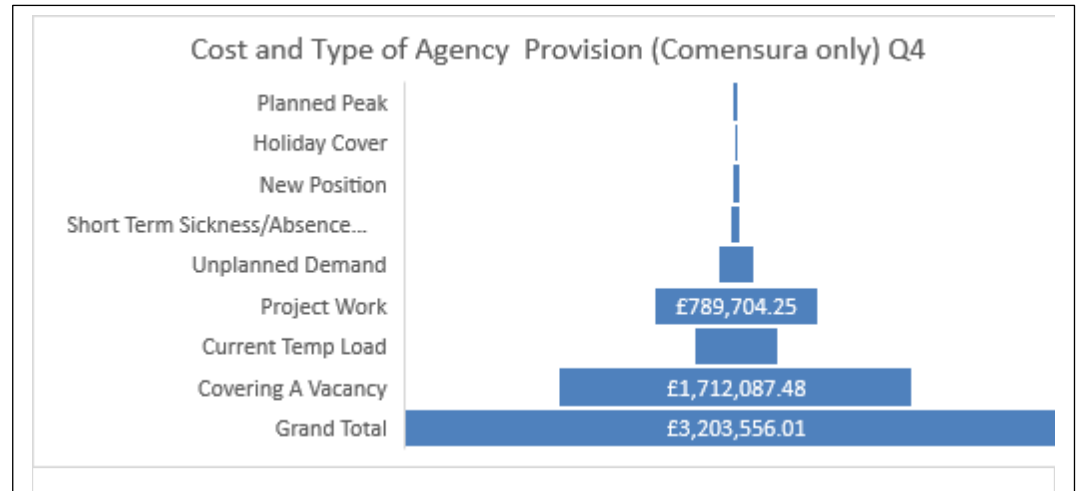 Cost and Type of Agency  Provision (Comensura only) Q4
Planned Peak
Holiday Cover
New Position
Short Term Sickness/Absence...
Unplanned Demand
Project Work £789,704.25
Current Temp Load
Covering A Vacancy £1,712,087.48
Grand Total £3,203,556.01